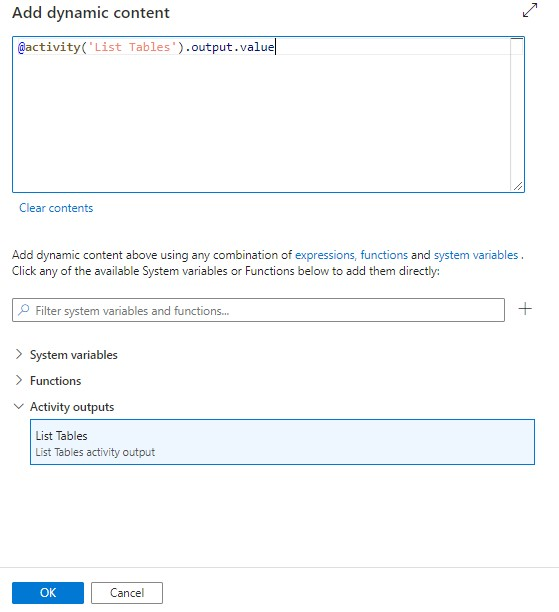 Add dynamic content
@activity('List Tables').output.value
Clear contents
Add dynamic content above using any combination of expressions, functions and system variables .
Click any of the available System variables or Functions below to add them directly:
Filter system variables and functions...
System variables
Functions
Activity outputs
List Tables
List Tables activity output
OK
Cancel